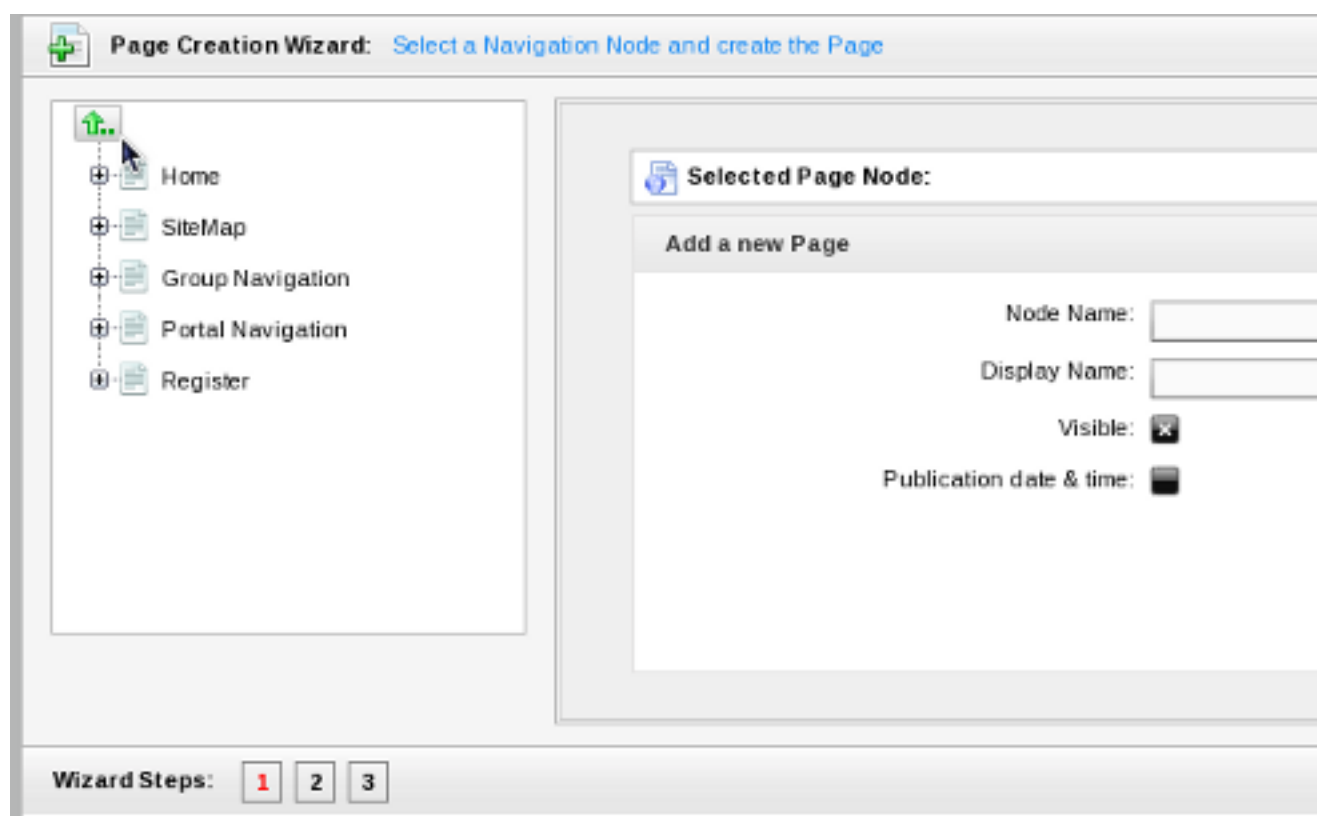 Page Creation Wizard: Select a Navigation Node and create the Page
Home
SiteMap
Group Navigation
Portal Navigation
Register
Selected Page Node:
Add a new Page
Node Name:
Display Name:
Visible:
Publication date & time:
Wizard Steps: 1 2 3